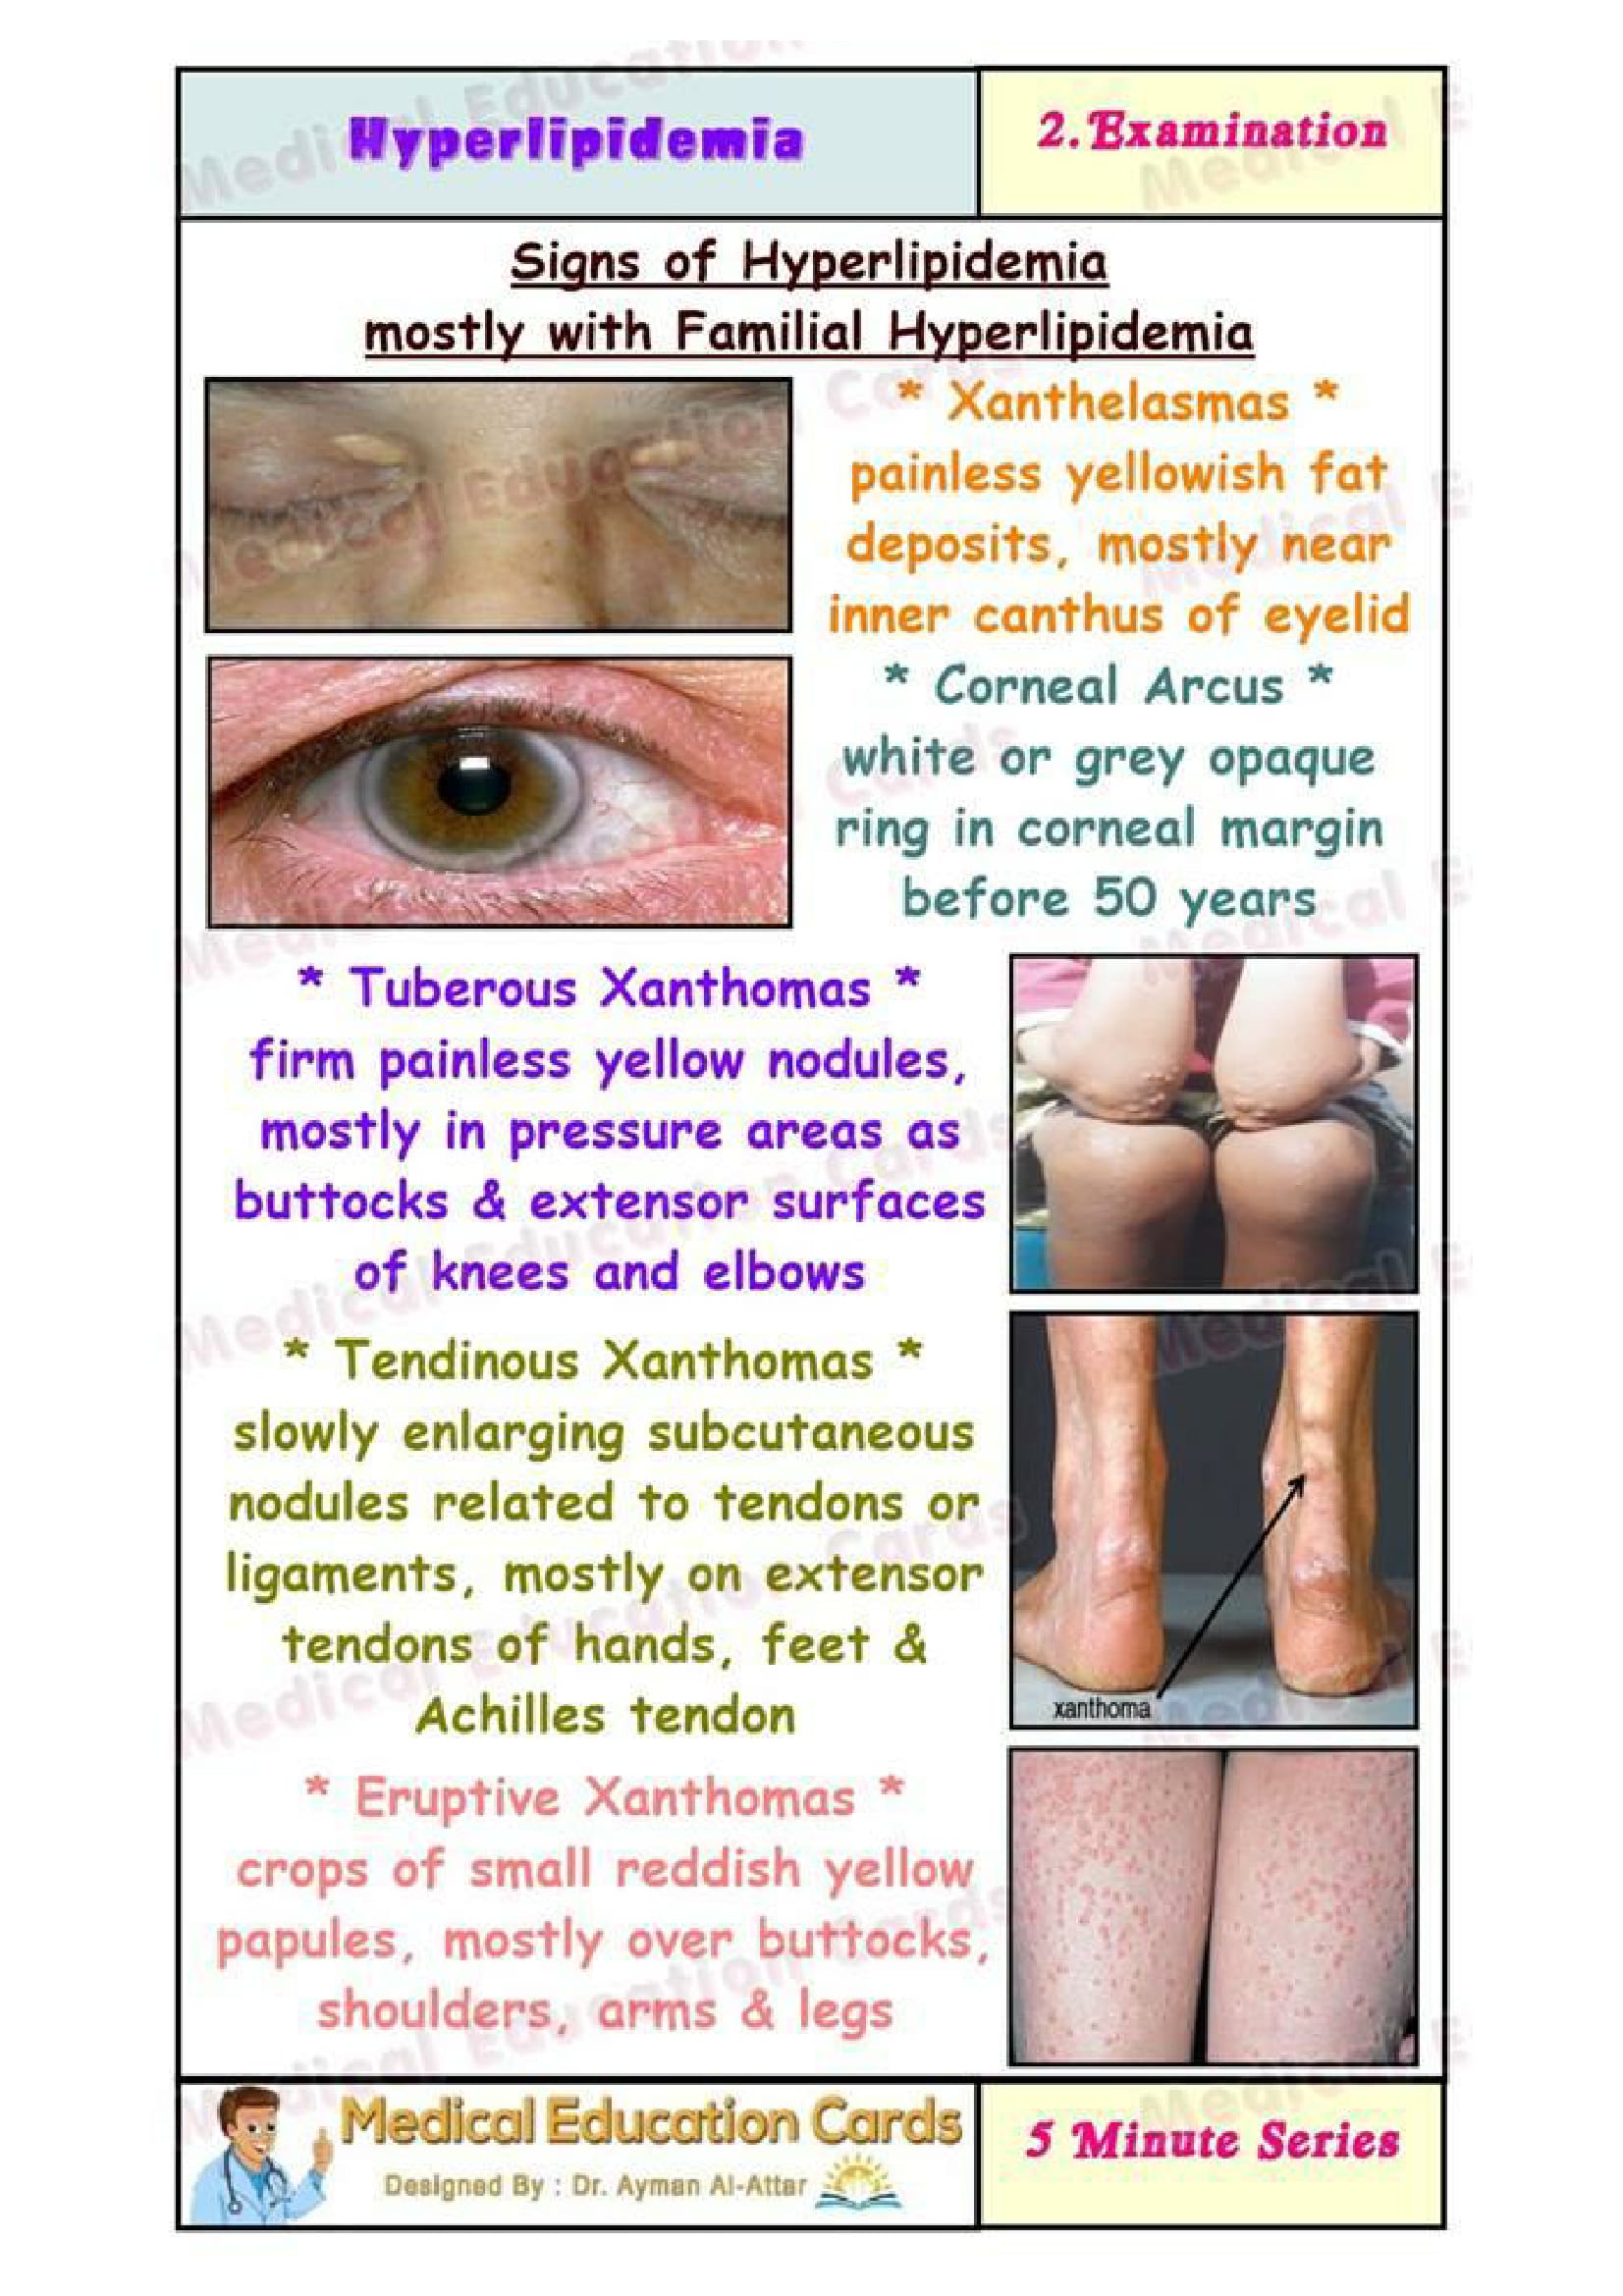 Hyperlipidemia
2. Examination
Signs of Hyperlipidemia
mostly with Familial Hyperlipidemia
* Xanthelasmas *
painless yellowish fat
deposits, mostly near
inner canthus of eyelid
* Corneal Arcus *
white or grey opaque
ring in corneal margin
before 50 years
* Tuberous Xanthomas *
firm painless yellow nodules,
mostly in pressure areas as
buttocks & extensor surfaces
of knees and elbows
* Tendinous Xanthomas *
slowly enlarging subcutaneous
nodules related to tendons or
ligaments, mostly on extensor
tendons of hands, feet &
Achilles tendon
xanthoma
* Eruptive Xanthomas *
crops of small reddish yellow
papules, mostly over buttocks,
shoulders, arms & legs
Medical Education Cards
Designed By : Dr. Ayman Al-Attar
5 Minute Series